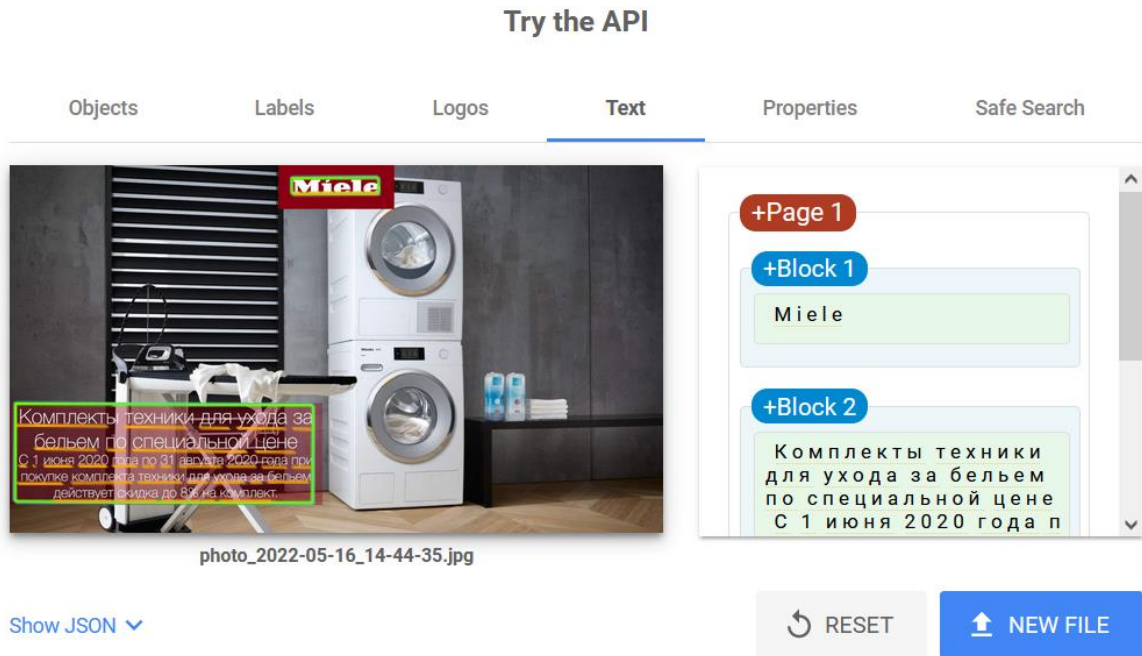 Try the API
Objects Labels Logos Text Properties Safe Search
Miele
Комплекты техники для ухода за
бельем по специальной цене
С 1 июня 2020 года по 31 августа 2020 года при
покупке комплекта техники для ухода за бельем
действует скидка до 8% на комплект.
photo_2022-05-16_14-44-35.jpg
+Page 1
+Block 1
Miele
+Block 2
Комплекты техники
для ухода за бельем
по специальной цене
С 1 июня 2020 года п
Show JSON
RESET
NEW FILE